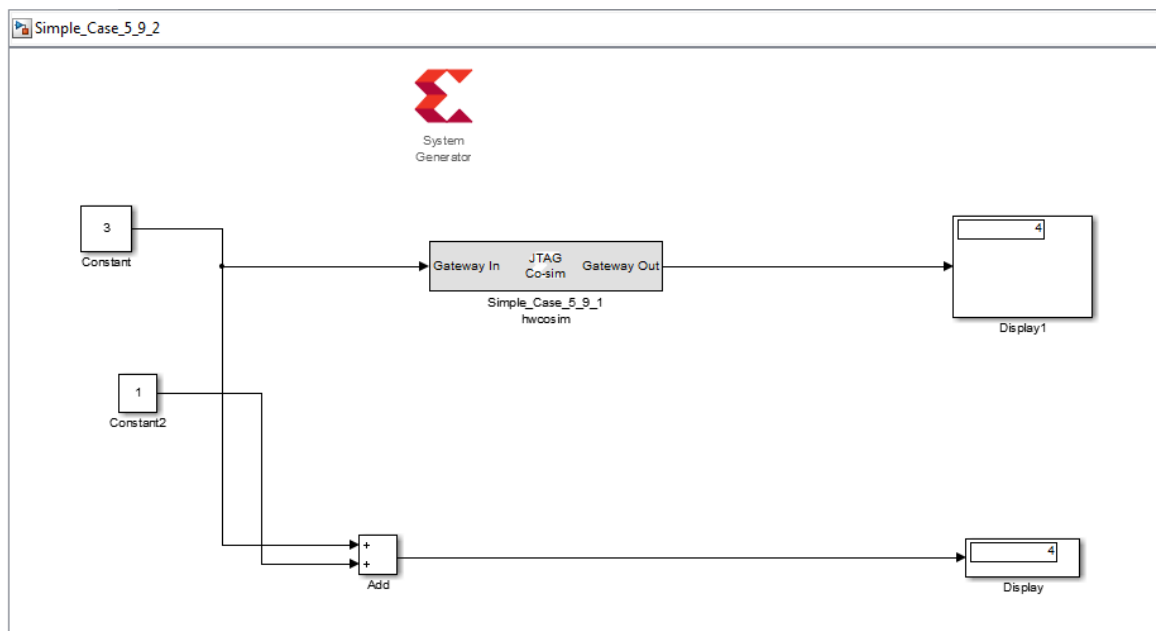 Simple_Case_5_9_2
System
Generator
3
Constant
Gateway In
JTAG
Co-sim
Gateway Out
Simple_Case_5_9_1
hwcosim
4
Display1
1
Constant2
+
+
Add
4
Display